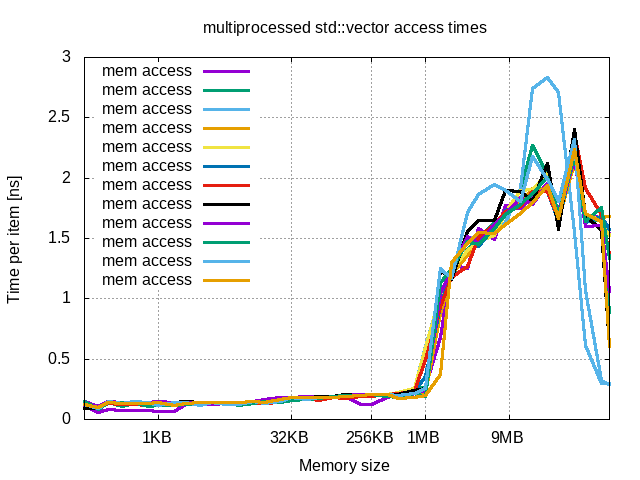 multiprocessed std::vector access times
3
2.5
2
1.5
1
0.5
0
Time per item [ns]
mem access
mem access
mem access
mem access
mem access
mem access
mem access
mem access
mem access
mem access
mem access
mem access
1KB 32KB 256KB 1MB 9MB
Memory size